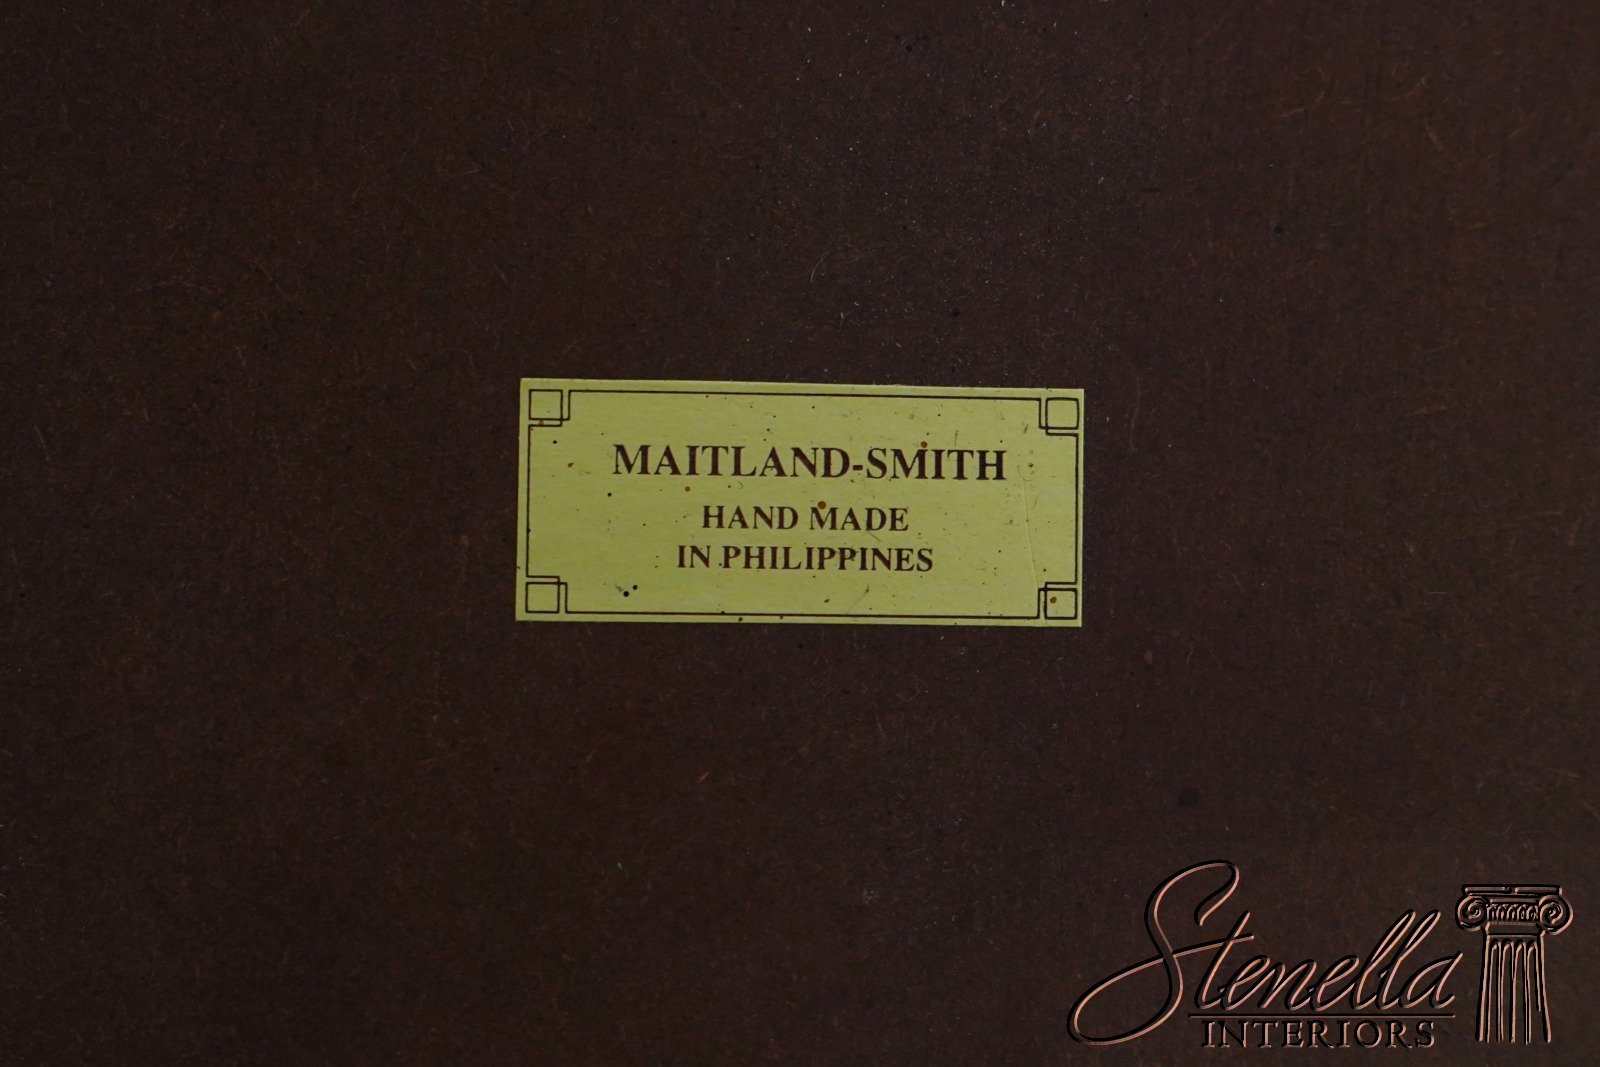 MAITLAND-SMITH
HAND MADE
IN PHILIPPINES
Stenella
INTERIORS